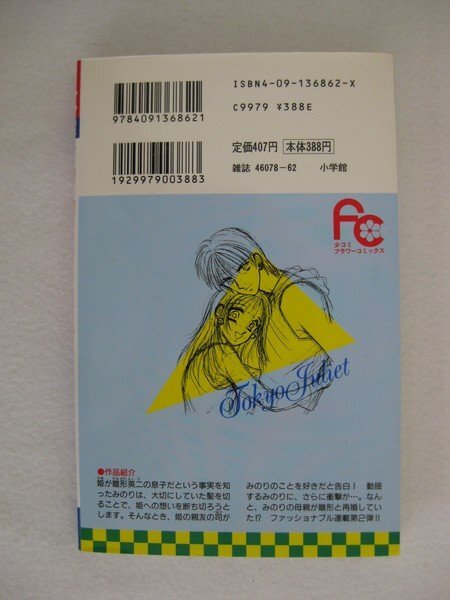 ISBN4-09-136862-X
C9979 ¥388E
9784091368621
定価407円 本体388円
雑誌 46078-62 小学館
1929979003883
FC
少コミ
フラワーコミックス
Tokyo Juliet
●作品紹介
姫が雛形英二の息子だという事実を知
ったみのりは、大切にしていた髪を切
ることで、姫への想いを断ち切ろうと
します。そんなとき、姫の親友の司が
みのりのことを好きだと告白! 動揺
するみのりに、さらに衝撃か…。なん
と、みのりの母親が雛形と再婚してい
た!? ファッショナブル連載第2弾!!